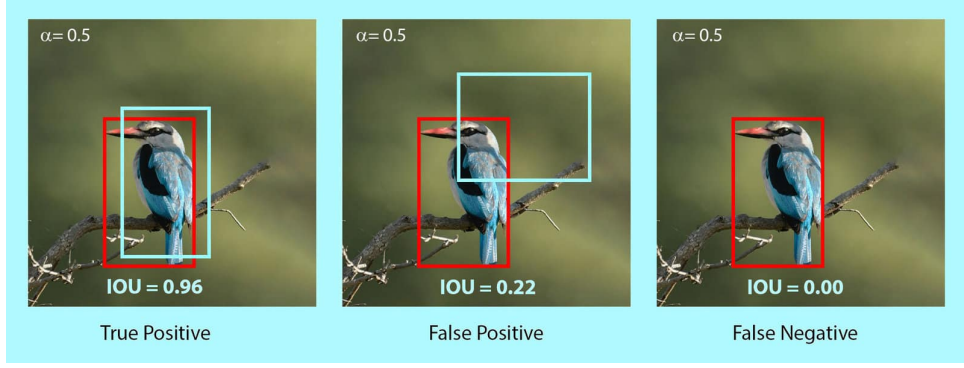 α= 0.5
IOU = 0.96
True Positive
α= 0.5
IOU = 0.22
False Positive
α= 0.5
IOU = 0.00
False Negative